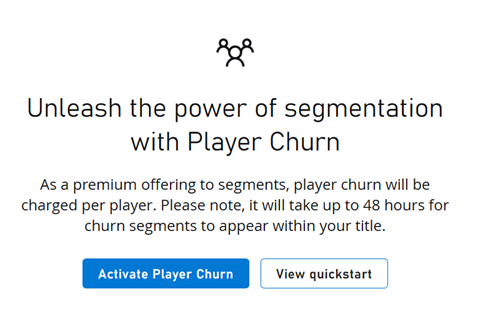 Unleash the power of segmentation
with Player Churn
As a premium offering to segments, player churn will be
charged per player. Please note, it will take up to 48 hours for
churn segments to appear within your title.
Activate Player Churn
View quickstart